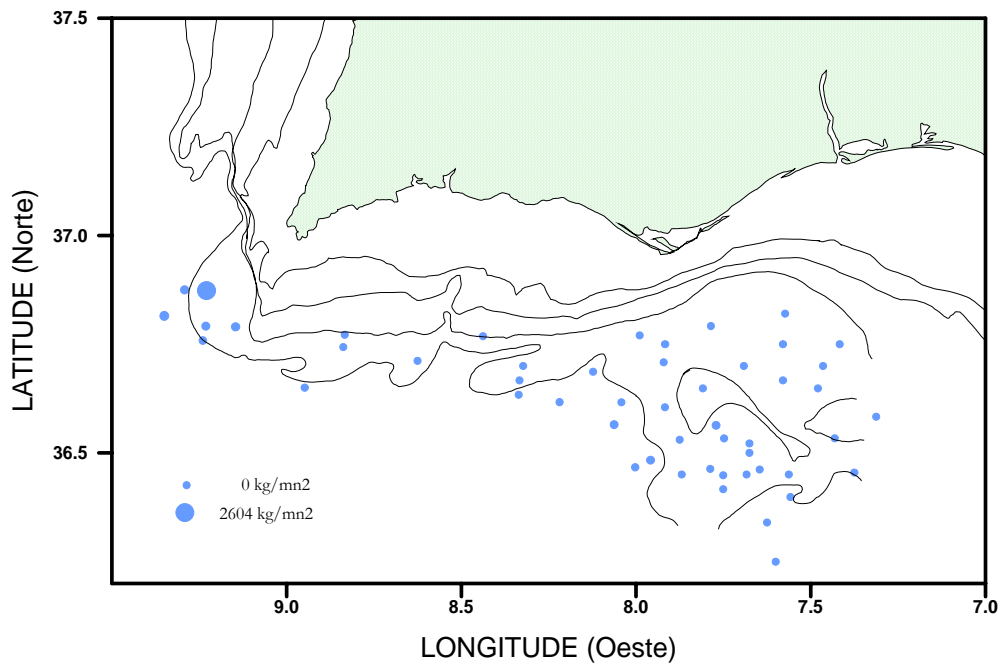 37.5
37.0
36.5
LATITUDE (Norte)
0 kg/mn2
2604 kg/mn2
9.0 8.5 8.0 7.5 7.0
LONGITUDE (Oeste)